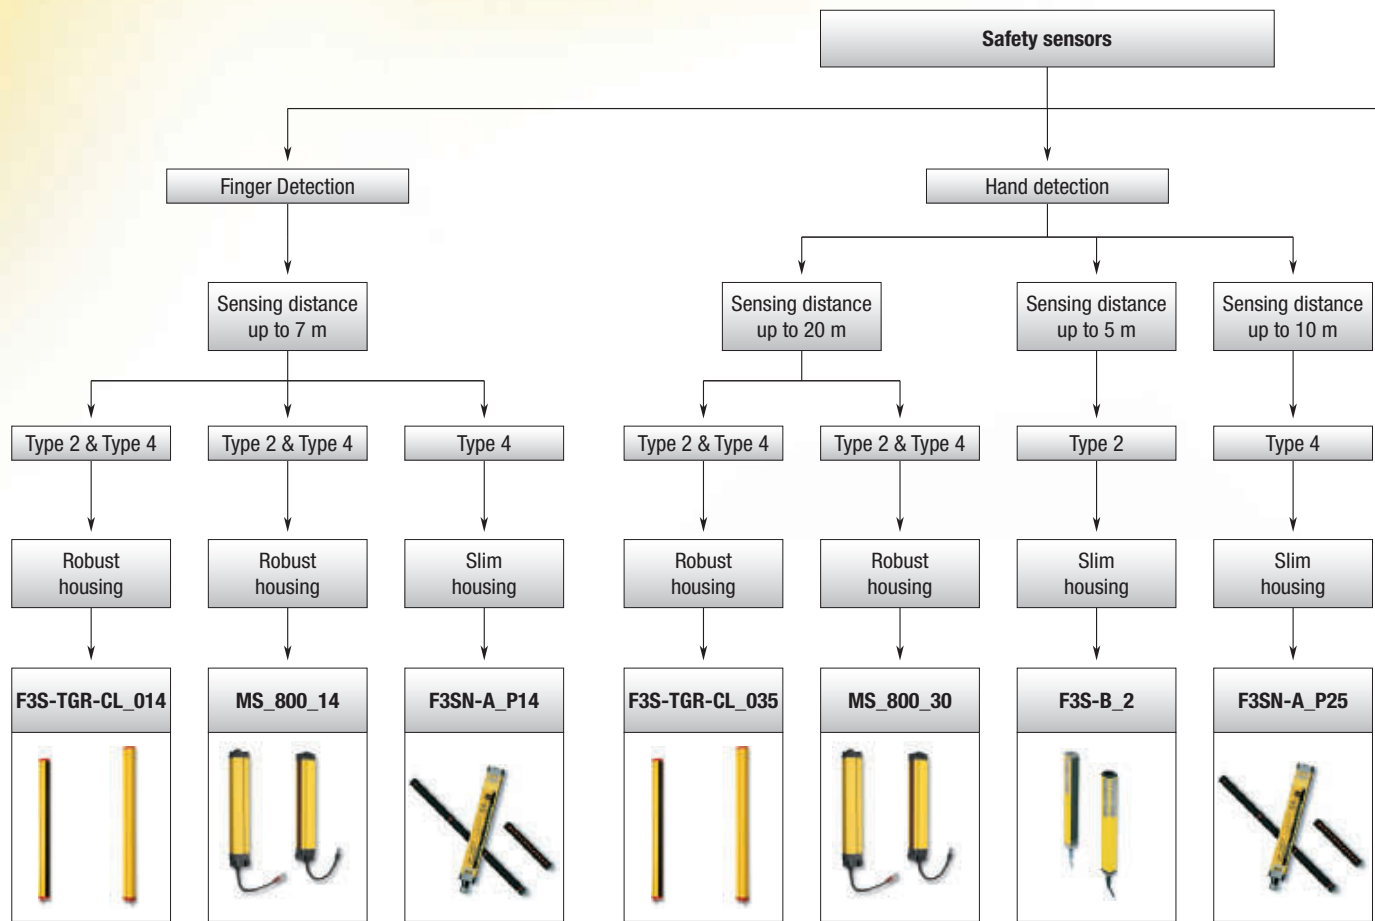 Safety sensors
Finger Detection
Hand detection
Sensing distance
up to 7 m
Sensing distance
up to 20 m
Sensing distance
up to 5 m
Sensing distance
up to 10 m
Type 2 & Type 4
Type 2 & Type 4
Type 4
Type 2 & Type 4
Type 2 & Type 4
Type 2
Type 4
Robust
housing
Robust
housing
Slim
housing
Robust
housing
Robust
housing
Slim
housing
Slim
housing
F3S-TGR-CL_014
MS_800_14
F3SN-A_P14
F3S-TGR-CL_035
MS_800_30
F3S-B_2
F3SN-A_P25